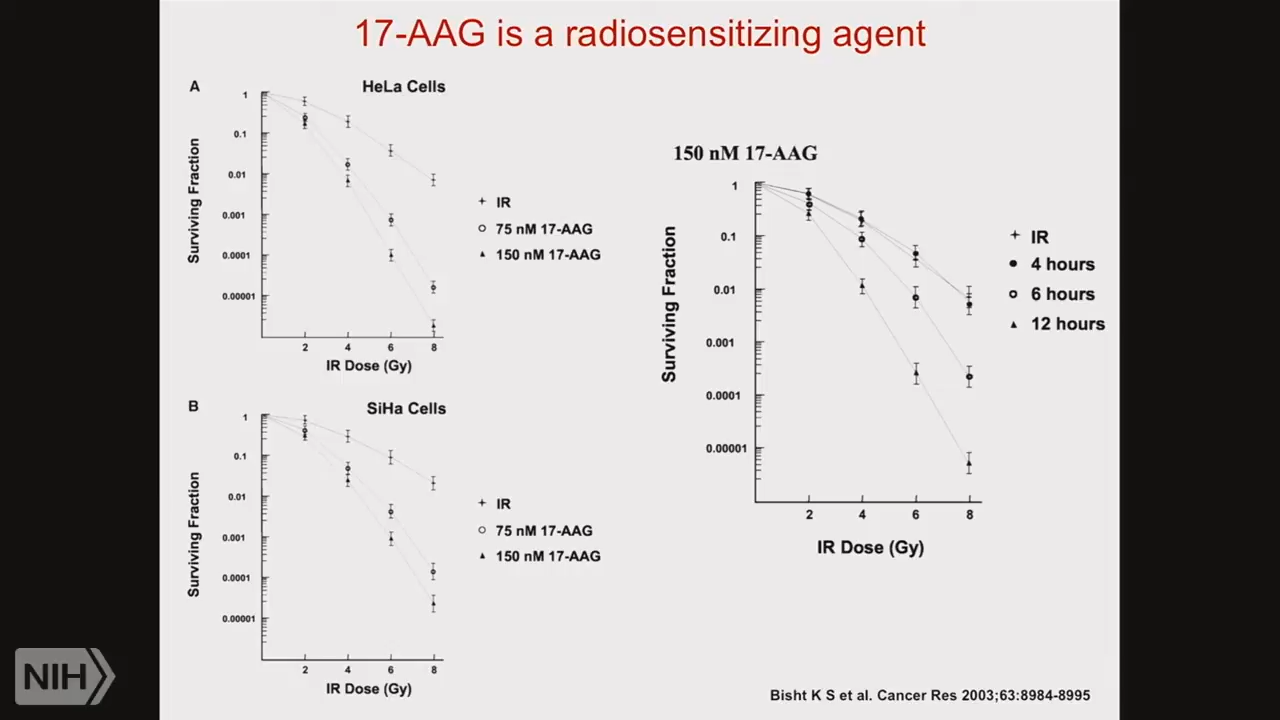 17-AAG is a radiosensitizing agent
A
HeLa Cells
Surviving Fraction
1
0.1
0.01
0.001
0.0001
0.00001
2
4
6
8
IR Dose (Gy)
IR
75 nM 17-AAG
150 nM 17-AAG
B
SiHa Cells
Surviving Fraction
1
0.1
0.01
0.001
0.0001
0.00001
2
4
6
8
IR Dose (Gy)
IR
75 nM 17-AAG
150 nM 17-AAG
150 nM 17-AAG
Surviving Fraction
1
0.1
0.01
0.001
0.0001
0.00001
2
4
6
8
IR Dose (Gy)
IR
4 hours
6 hours
12 hours
Bisht K S et al. Cancer Res 2003;63:8984-8995
NIH